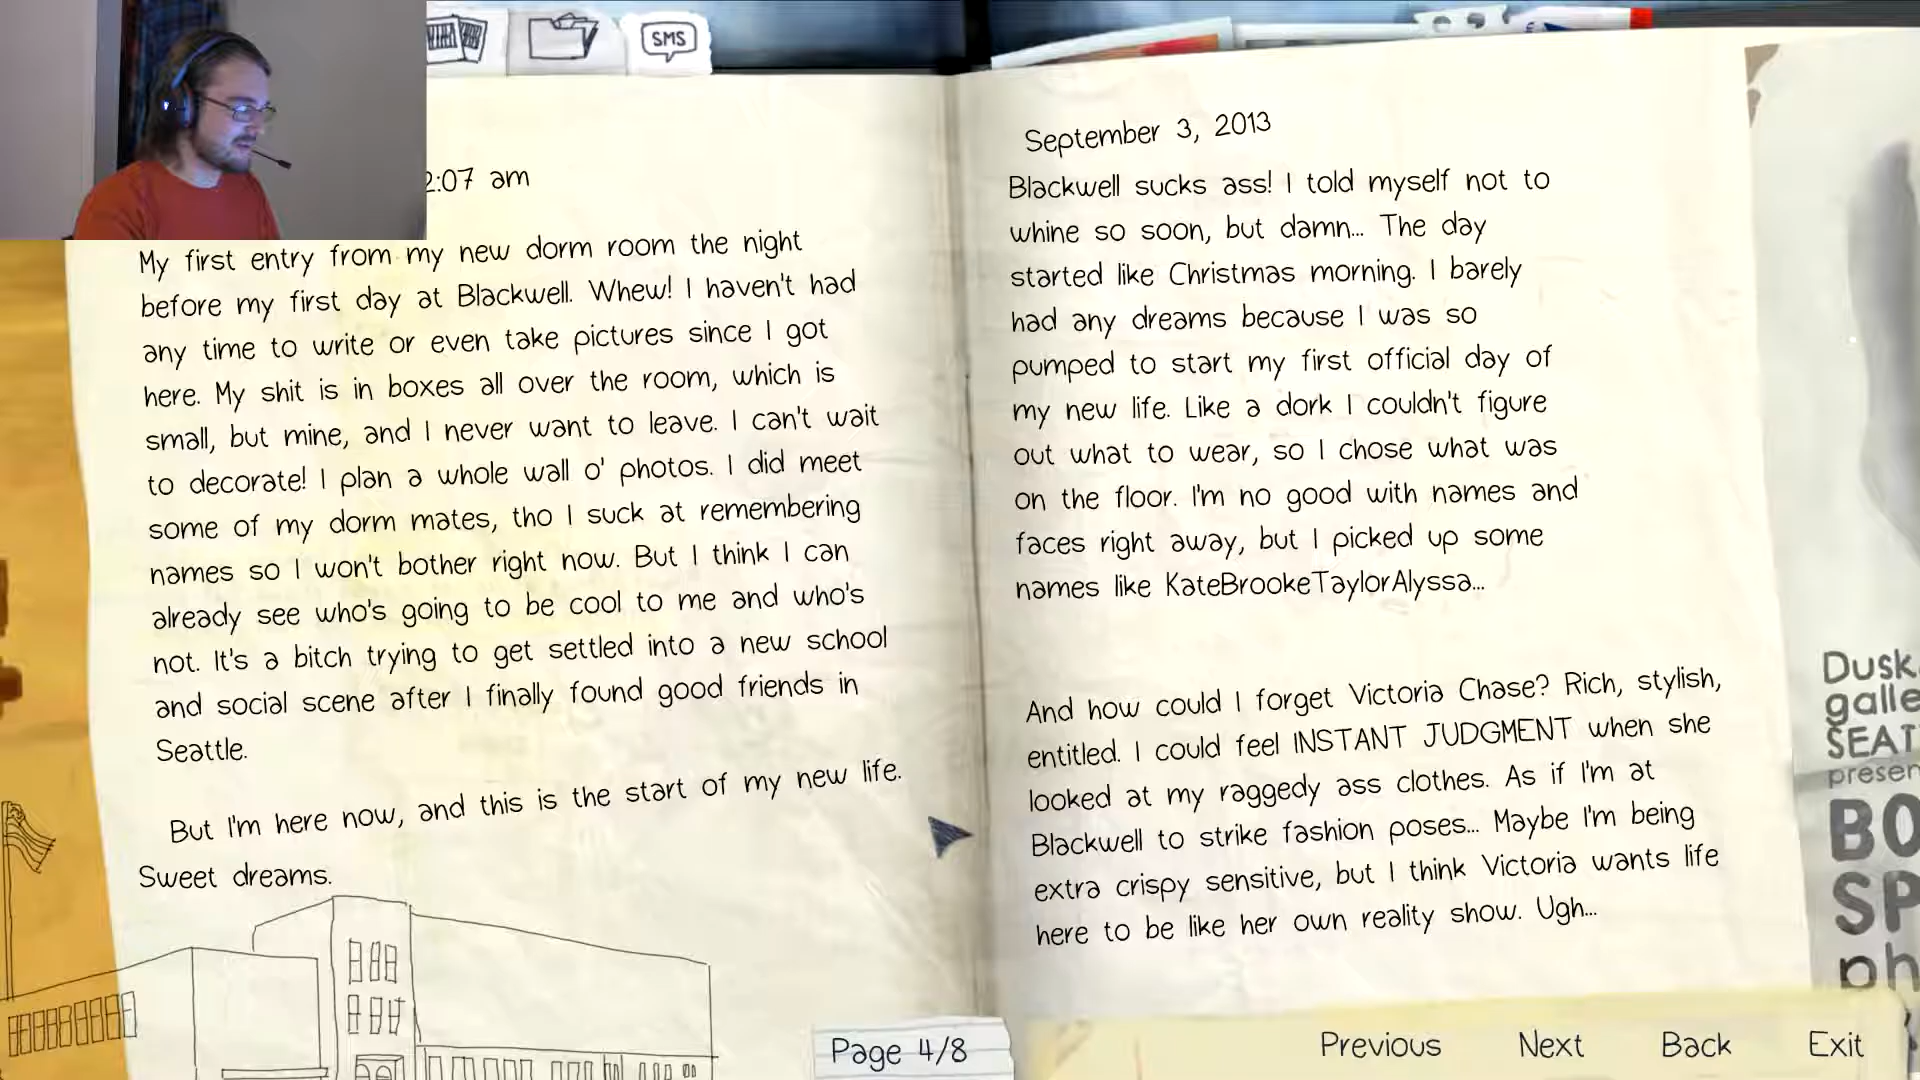 SMS
2:07 am
My first entry from my new dorm room the night
before my first day at Blackwell. Whew! I haven't had
any time to write or even take pictures since I got
here. My shit is in boxes all over the room, which is
small, but mine, and I never want to leave. I can't wait
to decorate! I plan a whole wall o' photos. I did meet
some of my dorm mates, tho I suck at remembering
names so I won't bother right now. But I think I can
already see who's going to be cool to me and who's
not. It's a bitch trying to get settled into a new school
and social scene after I finally found good friends in
Seattle.
But I'm here now, and this is the start of my new life.
Sweet dreams.
September 3, 2013
Blackwell sucks ass! I told myself not to
whine so soon, but damn... The day
started like Christmas morning. I barely
had any dreams because I was so
pumped to start my first official day of
my new life. Like a dork I couldn't figure
out what to wear, so I chose what was
on the floor. I'm no good with names and
faces right away, but I picked up some
names like KateBrookeTaylorAlyssa...
And how could I forget Victoria Chase? Rich, stylish,
entitled. I could feel INSTANT JUDGMENT when she
looked at my raggedy ass clothes. As if I'm at
Blackwell to strike fashion poses... Maybe I'm being
extra crispy sensitive, but I think Victoria wants life
here to be like her own reality show. Ugh...
Dusk
galle
SEAT
presen
BO
SP
ph
Page 4/8
Previous Next Back Exit